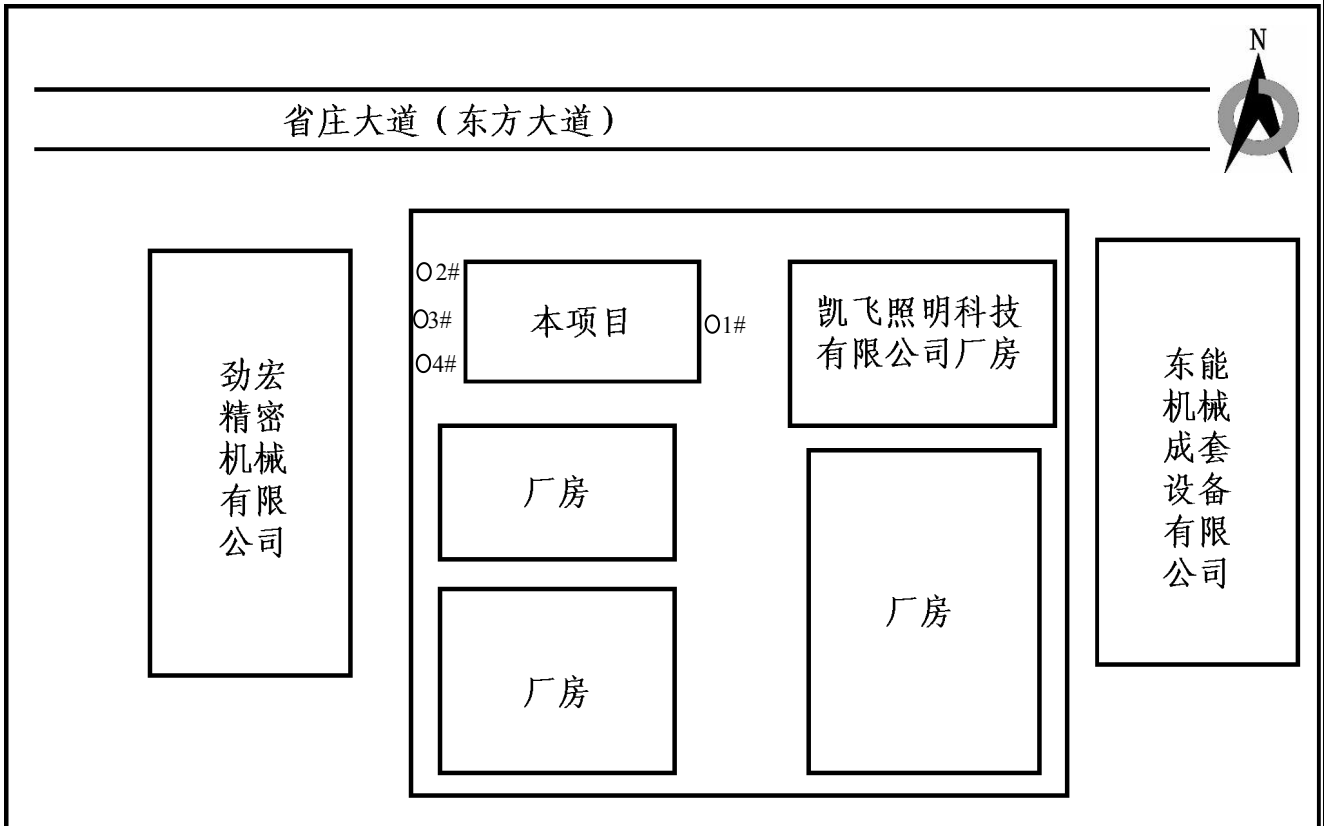 N
省庄大道（东方大道）
O2#
O3#
O4#
本项目
O1#
凯飞照明科技
有限公司厂房
劲宏
精密
机械
有限
公司
东能
机械
成套
设备
有限
公司
厂房
厂房
厂房